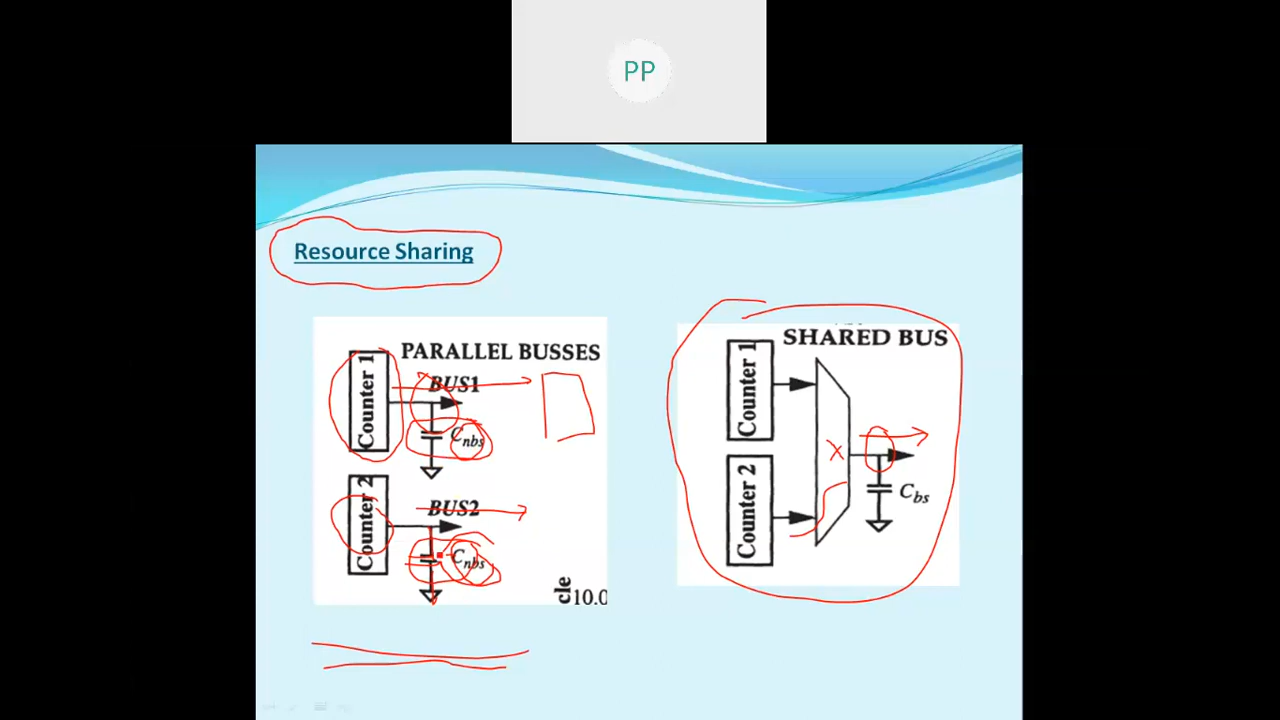 PP
Resource Sharing
PARALLEL BUSSES
Counter 1
BUS1
Cnbs
Counter 2
BUS2
Cnbs
cle
10.0
SHARED BUS
Counter 1
Counter 2
Cbs